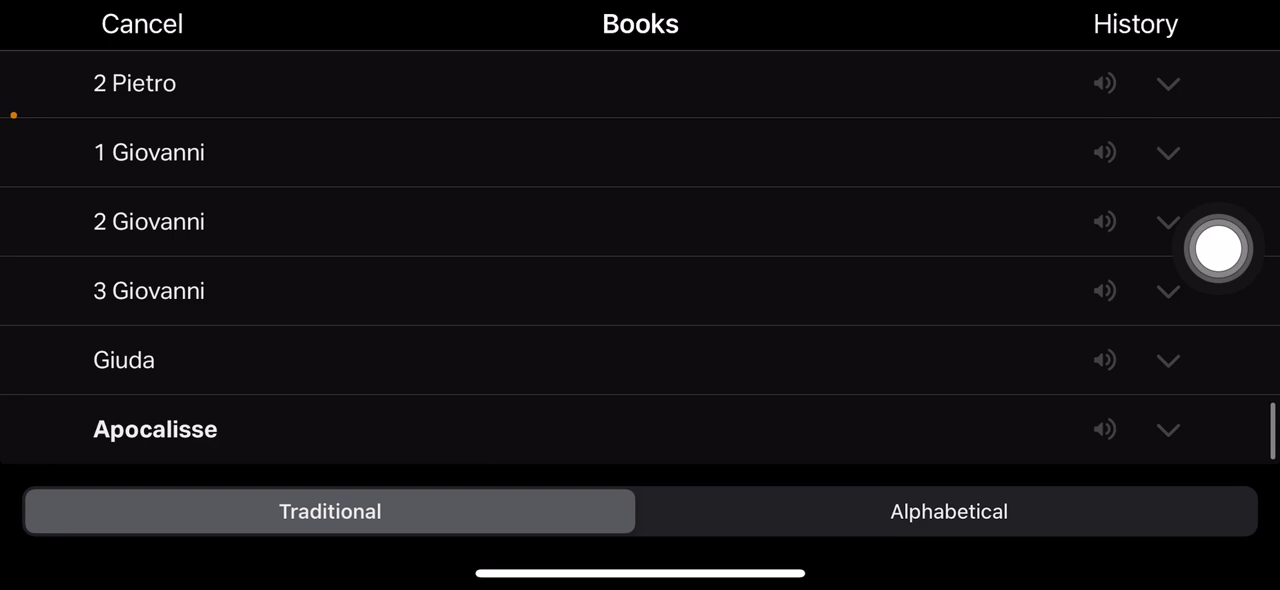 Cancel Books History
2 Pietro
1 Giovanni
2 Giovanni
3 Giovanni
Giuda
Apocalisse
Traditional Alphabetical